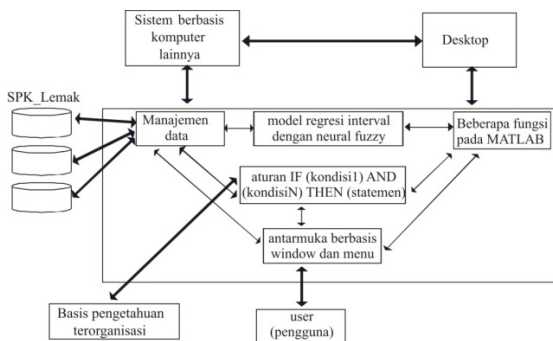 Sistem berbasis
komputer
lainnya
Desktop
SPK_Lemak
Manajemen
data
model regresi interval
dengan neural fuzzy
Beberapa fungsi
pada MATLAB
aturan IF (kondisi1) AND
(kondisiN) THEN (statemen)
antarmuka berbasis
window dan menu
Basis pengetahuan
terorganisasi
user
(pengguna)